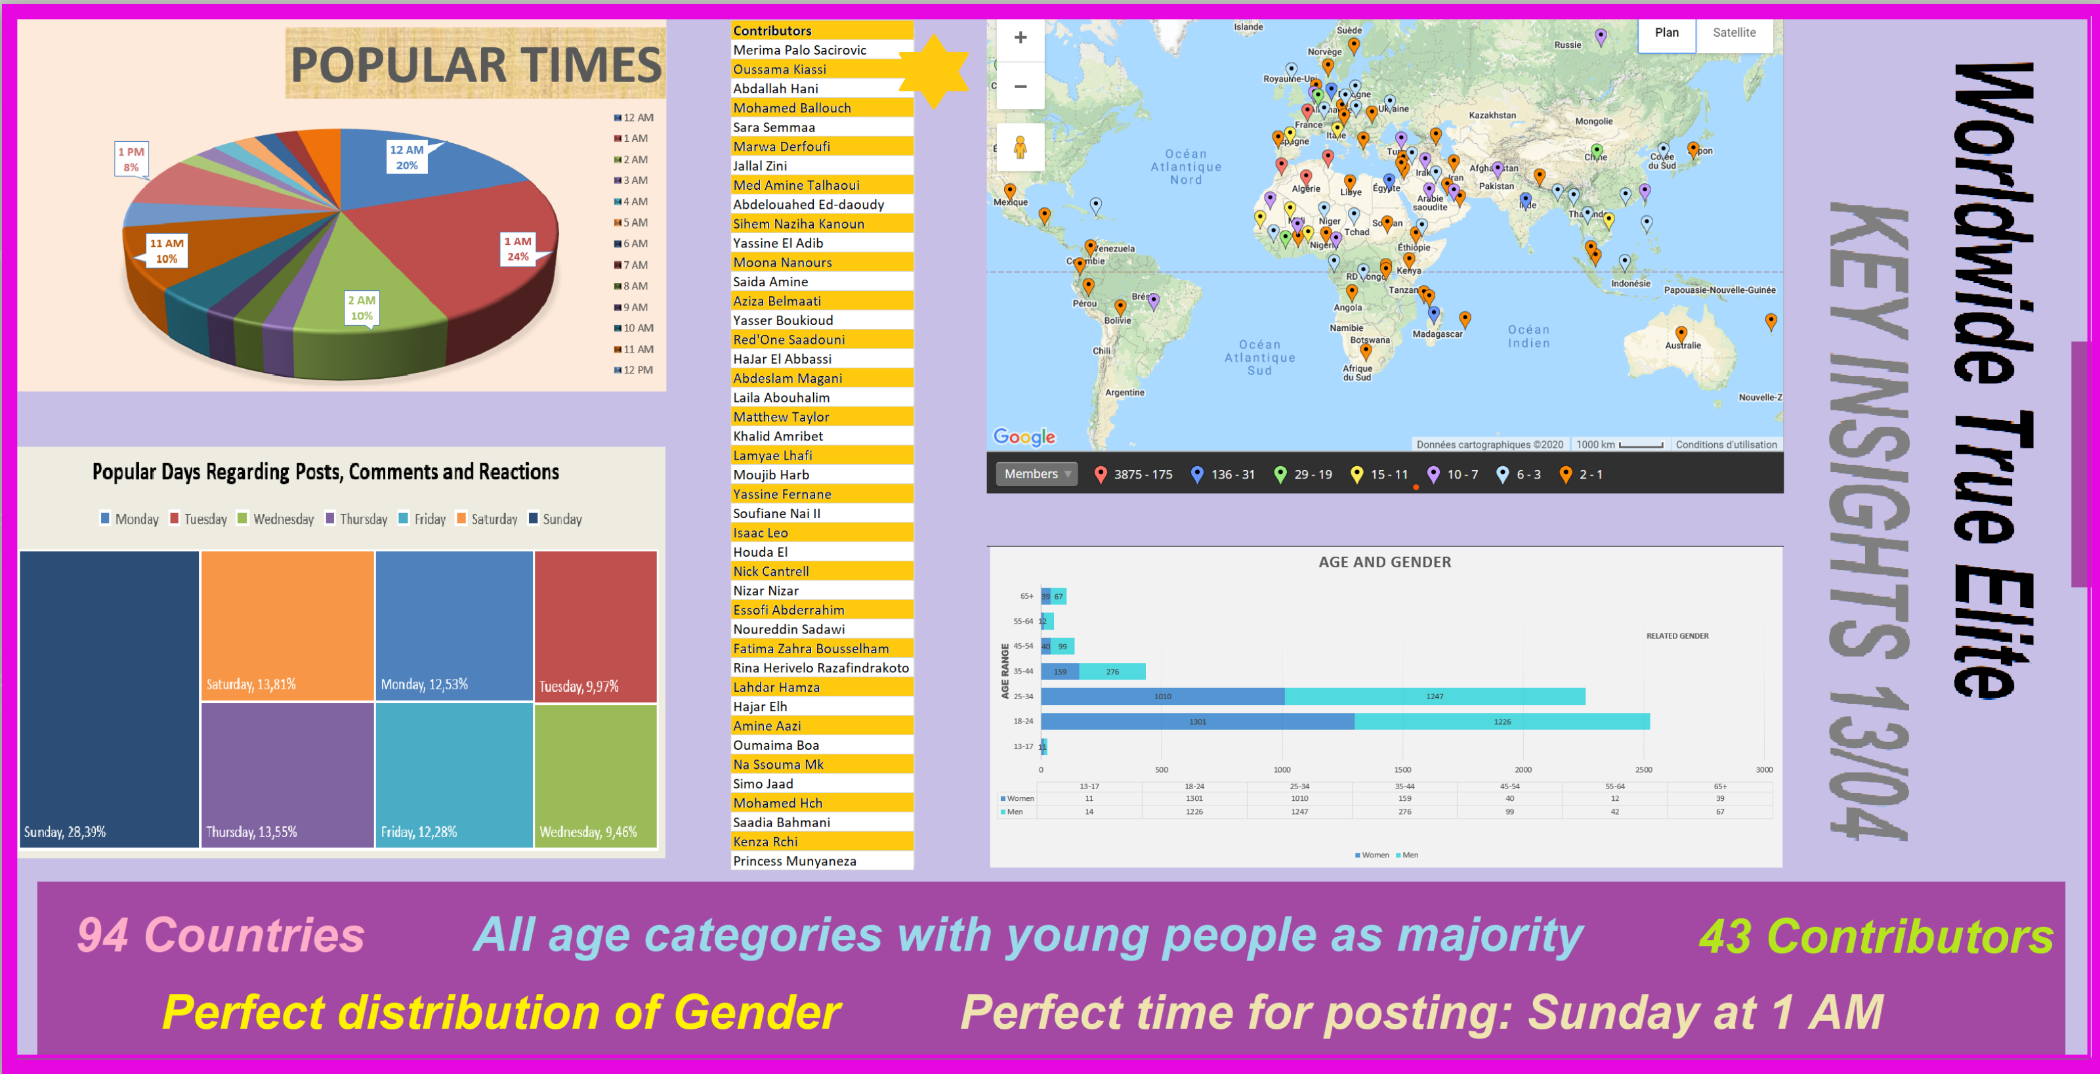 POPULAR TIMES
12 AM
20%
1 AM
24%
2 AM
10%
11 AM
10%
1 PM
8%
12 AM
1 AM
2 AM
3 AM
4 AM
5 AM
6 AM
7 AM
8 AM
9 AM
10 AM
11 AM
12 PM
Popular Days Regarding Posts, Comments and Reactions
Monday Tuesday Wednesday Thursday Friday Saturday Sunday
Saturday, 13,81%
Monday, 12,53%
Tuesday, 9,97%
Sunday, 28,39%
Thursday, 13,55%
Friday, 12,28%
Wednesday, 9,46%
Contributors
Merima Palo Sacirovic
Oussama Kiassi
Abdallah Hani
Mohamed Ballouch
Sara Semmaa
Marwa Derfoufi
Jallal Zini
Med Amine Talhaoui
Abdelouahed Ed-daoudy
Sihem Naziha Kanoun
Yassine El Adib
Moona Nanours
Saida Amine
Aziza Belmaati
Yasser Boukioud
Red'One Saadouni
HaJar El Abbassi
Abdeslam Magani
Laila Abouhalim
Matthew Taylor
Khalid Amribet
Lamyae Lhafi
Moujib Harb
Yassine Fernane
Soufiane Nai II
Isaac Leo
Houda El
Nick Cantrell
Nizar Nizar
Essofi Abderrahim
Noureddin Sadawi
Fatima Zahra Bousselham
Rina Herivelo Razafindrakoto
Lahdar Hamza
Hajar Elh
Amine Aazi
Oumaima Boa
Na Ssouma Mk
Simo Jaad
Mohamed Hch
Saadia Bahmani
Kenza Rchi
Princess Munyaneza
Plan Satellite
Islande
Suède
Norvège
Russie
Kazakhstan
Mongolie
France
Océan
Atlantique
Nord
Algérie
Libye
Égypte
Irak
Iran
Pakistan
Arabie
saoudite
Inde
Corée
du Sud
Mexique
Niger
Tchad
Éthiopie
Venezuela
Kenya
Pérou
Bolivie
Chili
Argentine
Angola
Namibie
Botswana
Afrique
du Sud
Madagascar
Océan
Atlantique
Sud
Océan
Indien
Indonésie
Papouasie-Nouvelle-Guinée
Australie
Nouvelle-Z
Google
Données cartographiques ©2020 1000 km Conditions d'utilisation
Members 3875 - 175 136 - 31 29 - 19 15 - 11 10 - 7 6 - 3 2 - 1
AGE AND GENDER
RELATED GENDER
AGE RANGE
65+ 39 67
55-64 12
45-54 40 99
35-44 159 276
25-34 1010 1247
18-24 1301 1226
13-17 11
0 500 1000 1500 2000 2500 3000
13-17 18-24 25-34 35-44 45-54 55-64 65+
Women 11 1301 1010 159 40 12 39
Men 14 1226 1247 276 99 42 67
Women Men
Worldwide True Elite
KEY INSIGHTS 13/04
94 Countries
All age categories with young people as majority
43 Contributors
Perfect distribution of Gender
Perfect time for posting: Sunday at 1 AM